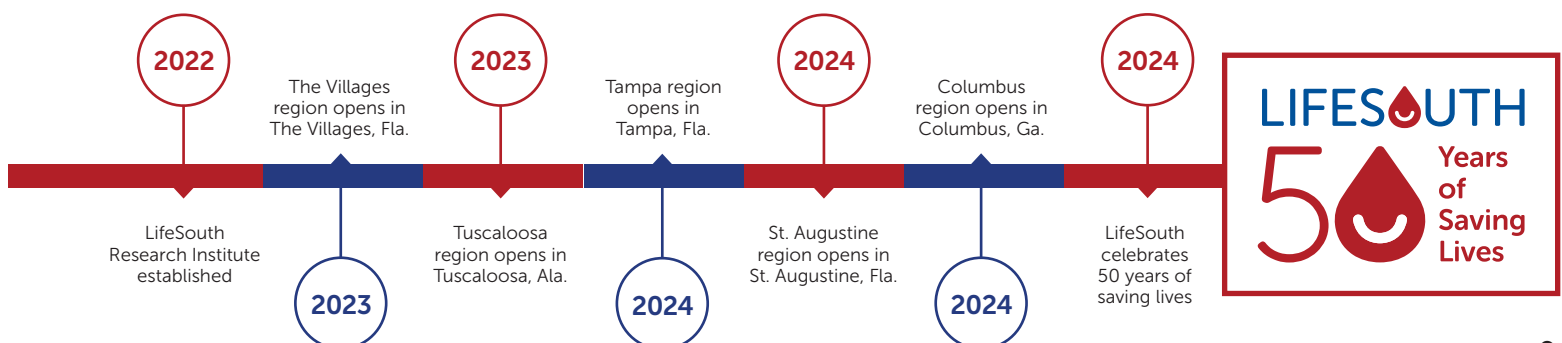 2022
LifeSouth
Research Institute
established
The Villages
region opens in
The Villages, Fla.
2023
2023
Tuscaloosa
region opens in
Tuscaloosa, Ala.
Tampa region
opens in
Tampa, Fla.
2024
2024
St. Augustine
region opens in
St. Augustine, Fla.
Columbus
region opens in
Columbus, Ga.
2024
2024
LifeSouth
celebrates
50 years of
saving lives
LIFESOUTH
50
Years
of
Saving
Lives